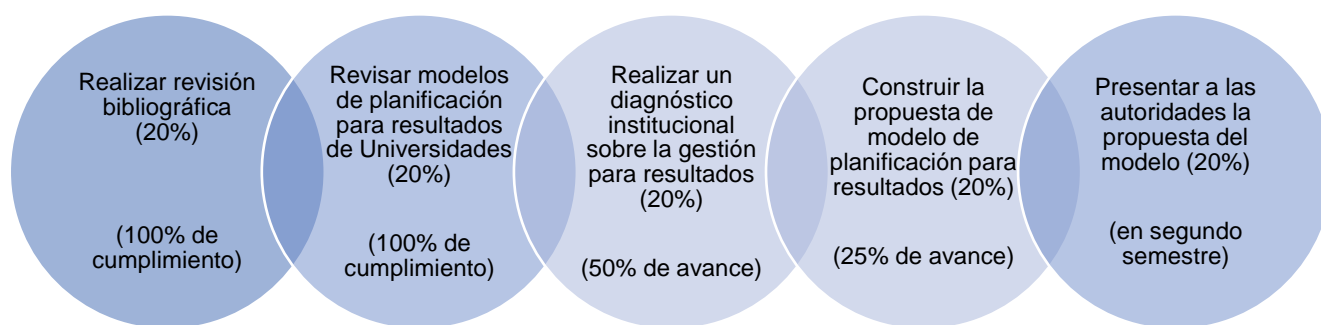 Realizar revisión
bibliográfica
(20%)
(100% de
cumplimiento)
Revisar modelos
de planificación
para resultados
de Universidades
(20%)
(100% de
cumplimiento)
Realizar un
diagnóstico
institucional
sobre la gestión
para resultados
(20%)
(50% de avance)
Construir la
propuesta de
modelo de
planificación para
resultados (20%)
(25% de avance)
Presentar a las
autoridades la
propuesta del
modelo (20%)
(en segundo
semestre)